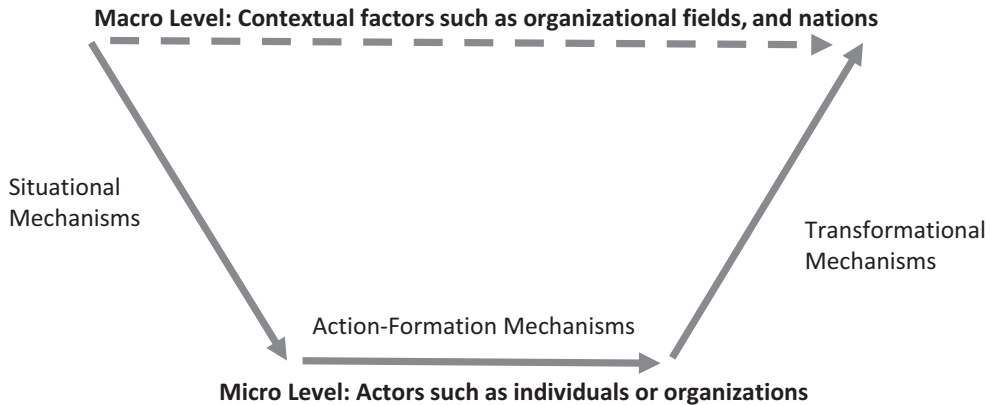 Macro Level: Contextual factors such as organizational fields, and nations
Situational
Mechanisms
Transformational
Mechanisms
Action-Formation Mechanisms
Micro Level: Actors such as individuals or organizations